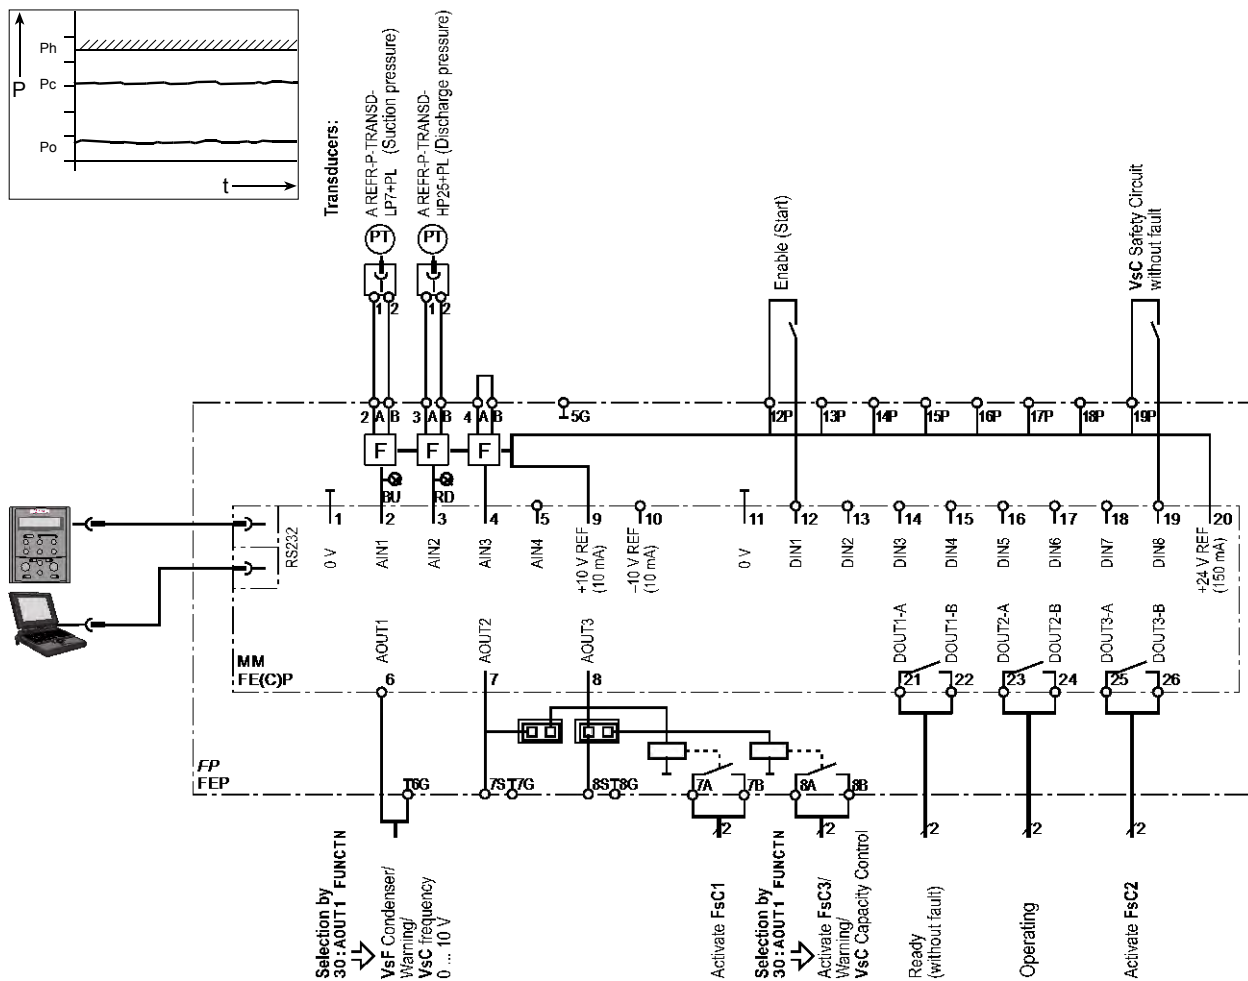 Ph
Pc
P
Po
t
Transducers:
A REFR-P-TRANSD-
LP7+PL (Suction pressure)
A REFR-P-TRANSD-
HP25+PL (Discharge pressure)
PT
PT
1 2
1 2
Enable (Start)
VsC Safety Circuit
without fault
2 A B
3 A B
4 A B
5G
12P
13P
14P
15P
16P
17P
18P
19P
F
F
F
BU
RD
RS232
1
2
3
4
5
9
10
11
12
13
14
15
16
17
18
19
20
0 V
AIN1
AIN2
AIN3
AIN4
+10 V REF
(10 mA)
–10 V REF
(10 mA)
0 V
DIN1
DIN2
DIN3
DIN4
DIN5
DIN6
DIN7
DIN8
+24 V REF
(150 mA)
AOUT1
AOUT2
AOUT3
DOUT1-A
DOUT1-B
DOUT2-A
DOUT2-B
DOUT3-A
DOUT3-B
MM
FE(C)P
6
7
8
21
22
23
24
25
26
FP
FEP
6G
7S
7G
8S
8G
7A
7B
8A
8B
2
2
2
2
2
Selection by
30:AOUT1 FUNCTN
VsF Condenser/
Warning/
VsC frequency
0 ... 10 V
Activate FsC1
Selection by
30:AOUT1 FUNCTN
Activate FsC3/
Warning/
VsC Capacity Control
Ready
(without fault)
Operating
Activate FsC2